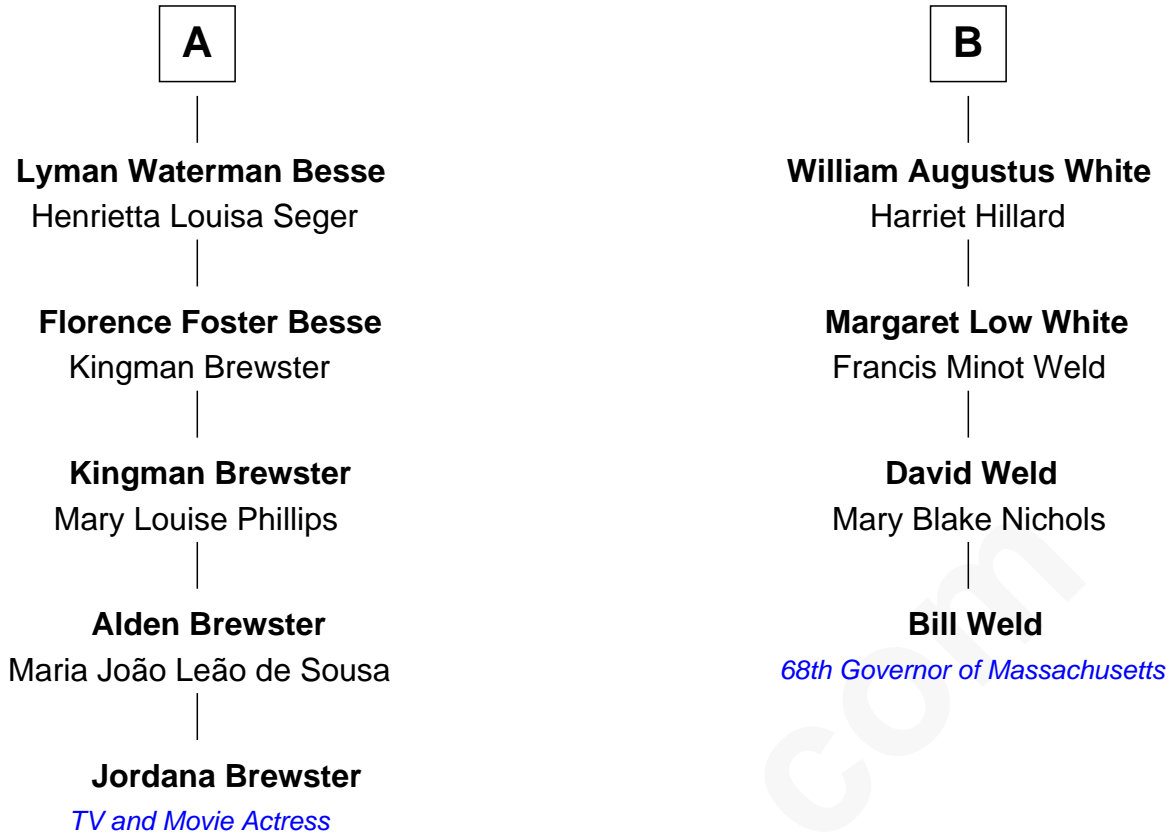 A
Lyman Waterman Besse
Henrietta Louisa Seger
Florence Foster Besse
Kingman Brewster
Kingman Brewster
Mary Louise Phillips
Alden Brewster
Maria João Leão de Sousa
Jordana Brewster
TV and Movie Actress
B
William Augustus White
Harriet Hillard
Margaret Low White
Francis Minot Weld
David Weld
Mary Blake Nichols
Bill Weld
68th Governor of Massachusetts
com